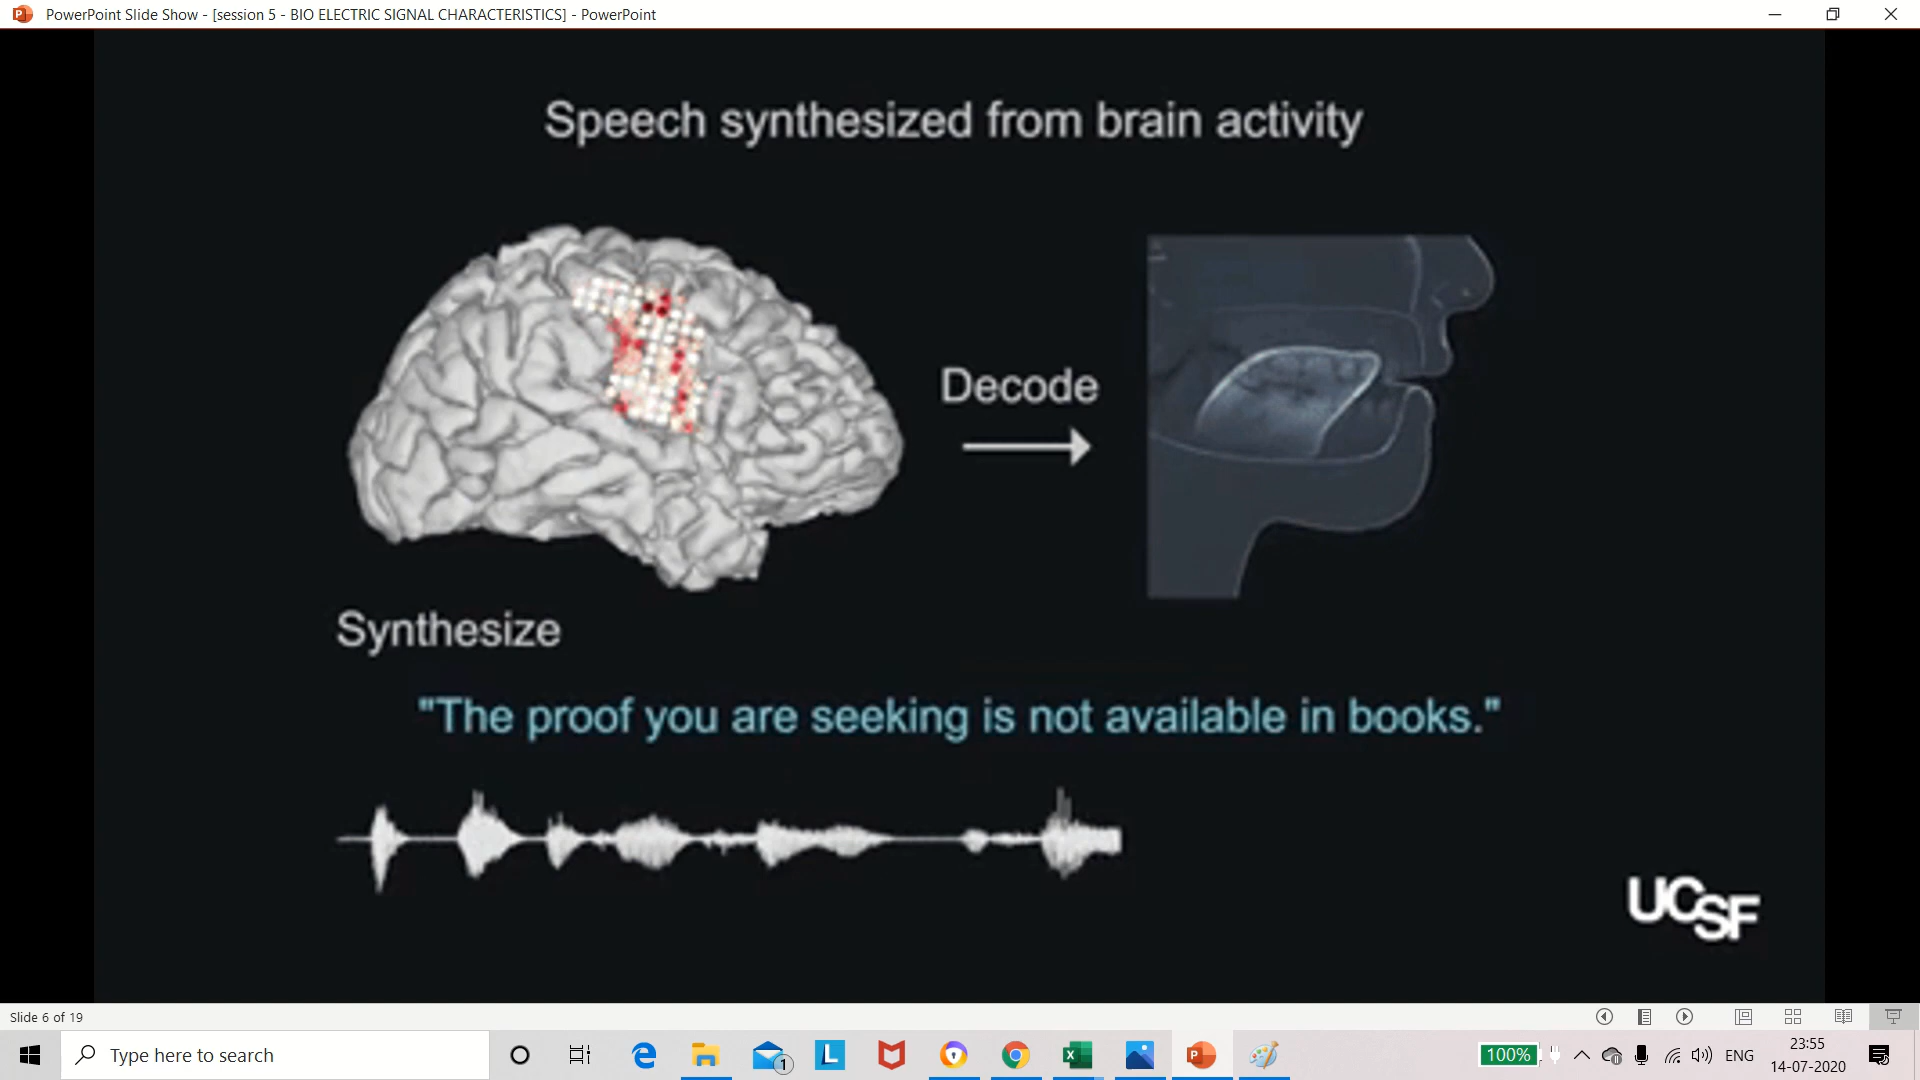 PowerPoint Slide Show - [session 5 - BIO ELECTRIC SIGNAL CHARACTERISTICS] - PowerPoint
Speech synthesized from brain activity
Decode
Synthesize
"The proof you are seeking is not available in books."
UCSF
Slide 6 of 19
Type here to search
1
L
100%
ENG
23:55
14-07-2020